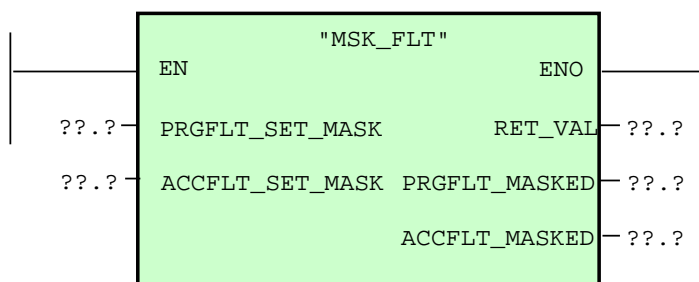 "MSK_FLT"
EN ENO
??.? PRGFLT_SET_MASK RET_VAL ??.?
??.? ACCFLT_SET_MASK PRGFLT_MASKED ??.?
ACCFLT_MASKED ??.?